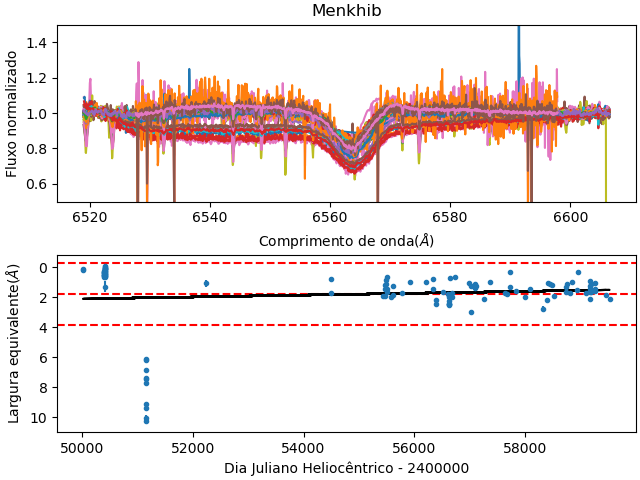 Menkhib
Fluxo normalizado
1.4
1.2
1.0
0.8
0.6
6520 6540 6560 6580 6600
Comprimento de onda(Å)
Largura equivalente(Å)
0
2
4
6
8
10
50000 52000 54000 56000 58000
Dia Juliano Heliocêntrico - 2400000